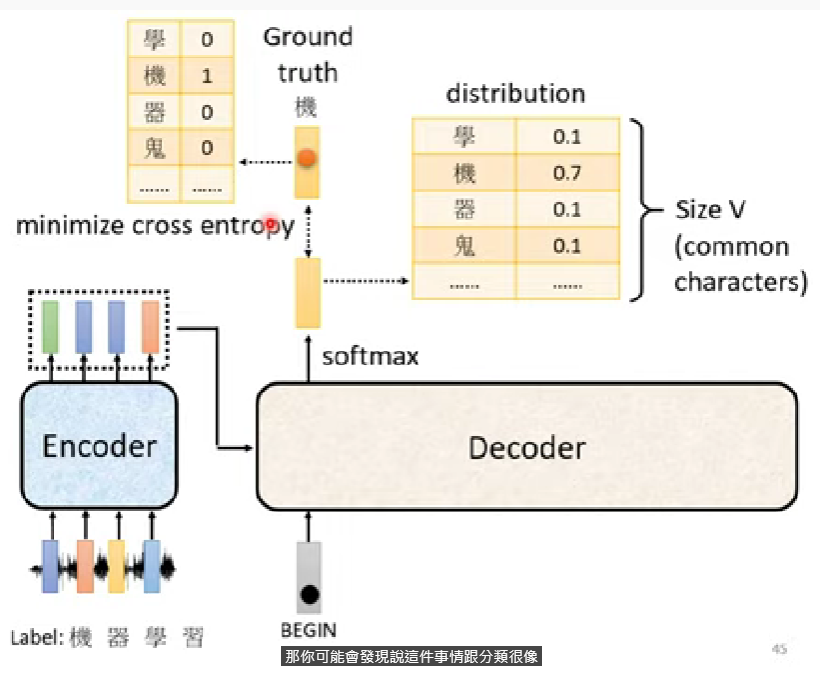 學 0
機 1
器 0
鬼 0
...... ......
Ground
truth
機
distribution
學 0.1
機 0.7
器 0.1
鬼 0.1
...... ......
Size V
(common
characters)
minimize cross entropy
softmax
Encoder
Decoder
BEGIN
Label: 機 器 學 習
那你可能會發現說這件事情跟分類很像
45